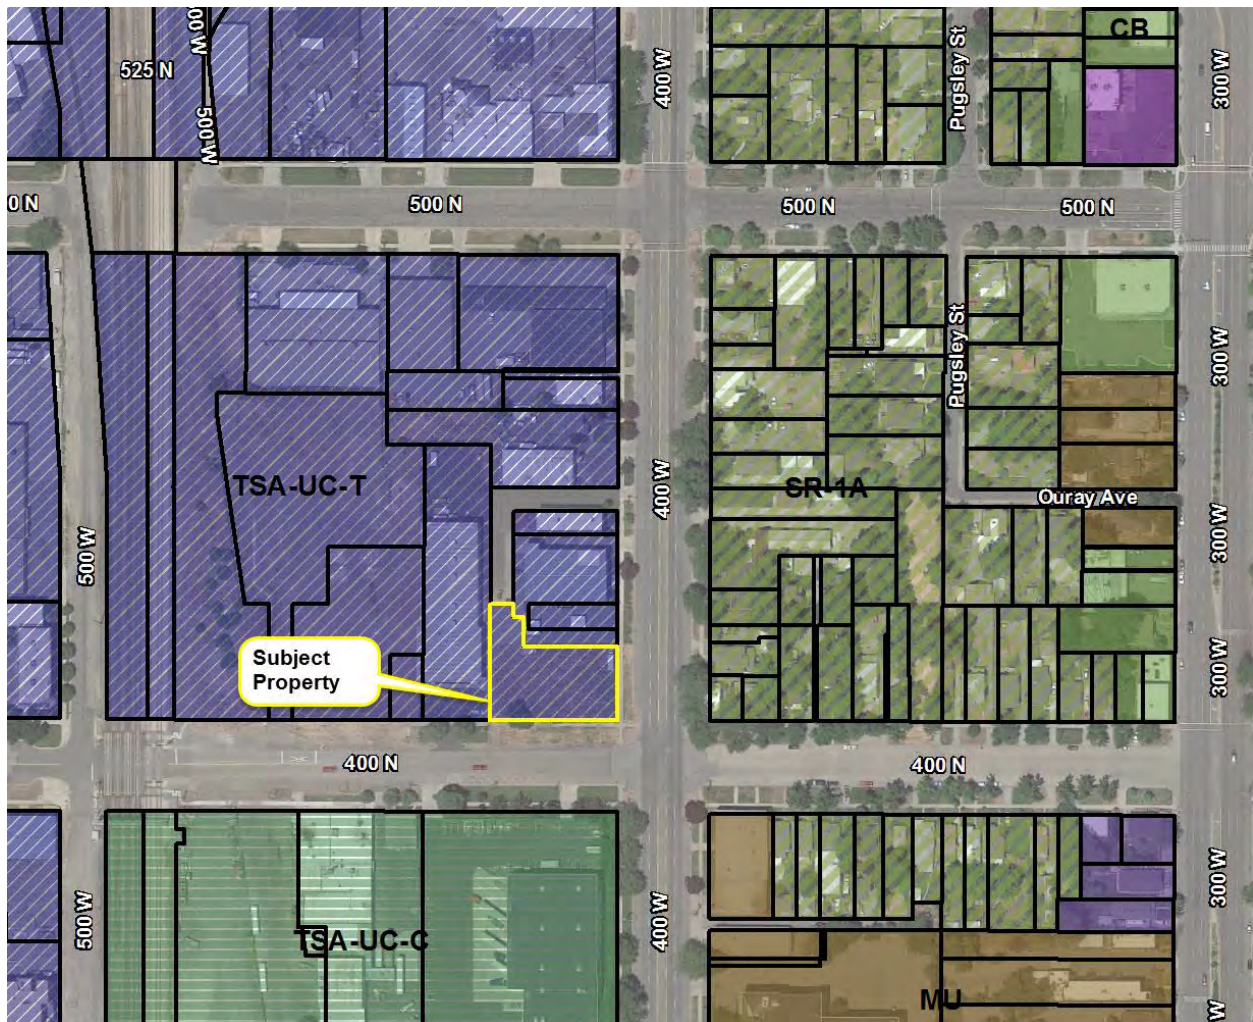 CB
00 W
Pugsley St
525 N
400 W
300 W
500 W
0 N
500 N
500 N
500 N
Pugsley St
300 W
TSA-UC-T
SR-1A
400 W
Ouray Ave
500 W
300 W
Subject
Property
300 W
400 N
400 N
300 W
500 W
400 W
TSA-UC-C
MU
W